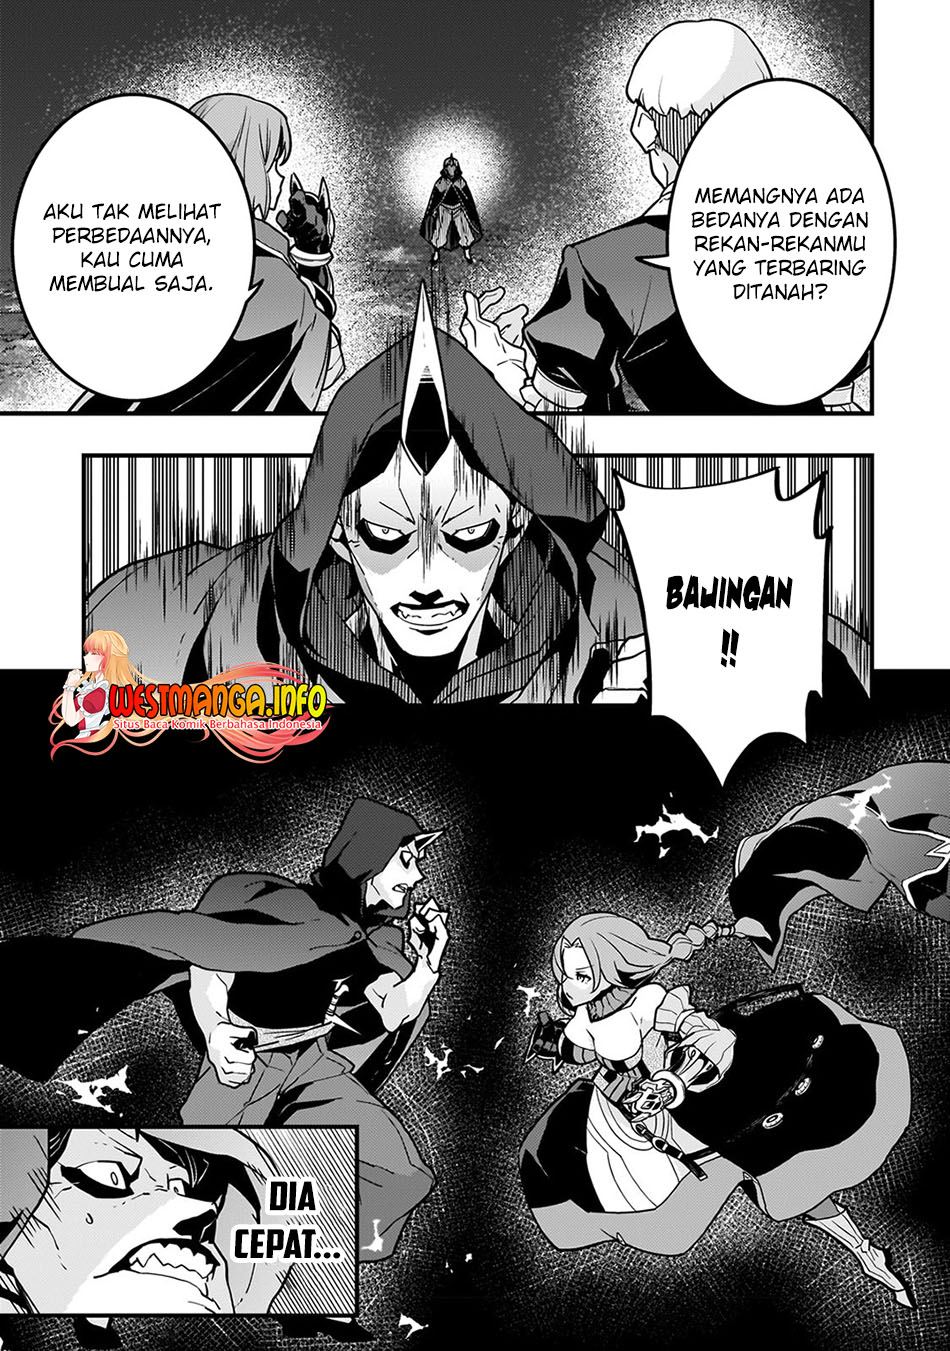 MEMANGNYA ADA
BEDANYA DENGAN
REKAN-REKANMU
YANG TERBARING
DITANAH?
AKU TAK MELIHAT
PERBEDAANNYA,
KAU CUMA
MEMBUAL SAJA.
BAJINGAN
!!
WESTMANGA.INFO
Situs Baca Komik Berbahasa Indonesia
DIA
CEPAT...